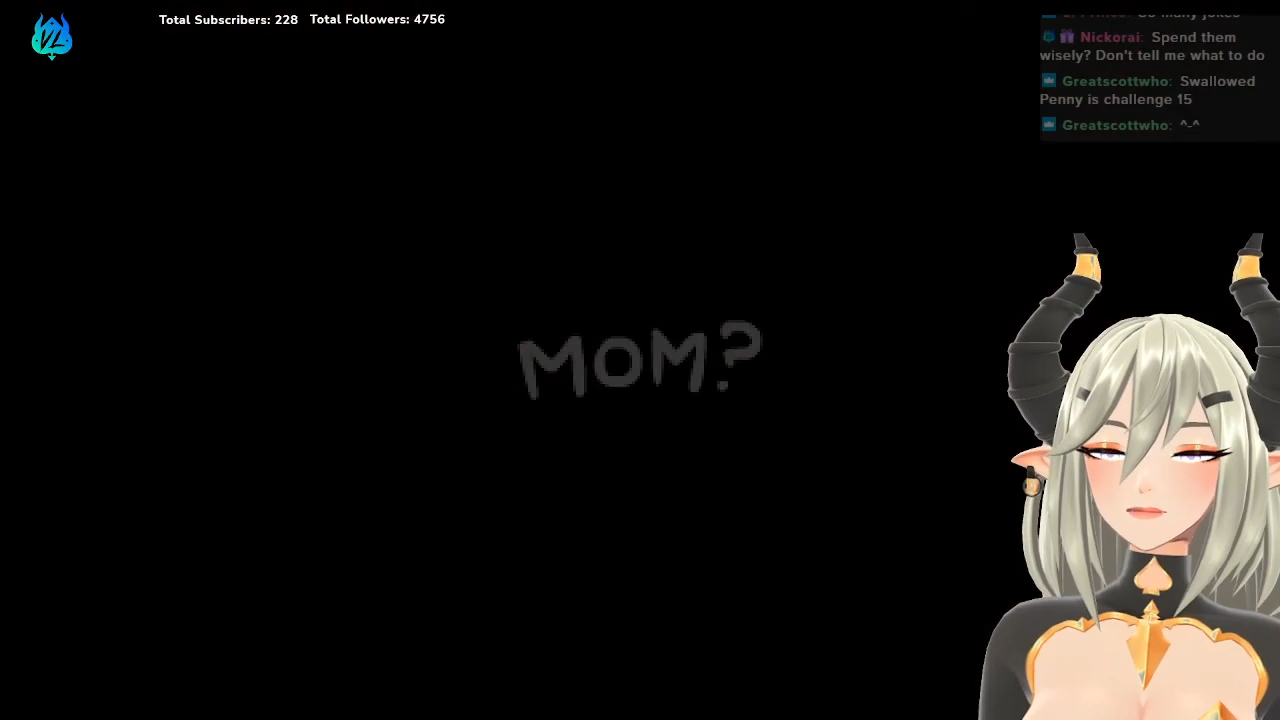 Total Subscribers: 228 Total Followers: 4756
Nickorai: Spend them
wisely? Don't tell me what to do
Greatscottwho: Swallowed
Penny is challenge 15
Greatscottwho: ^-^
MOM?